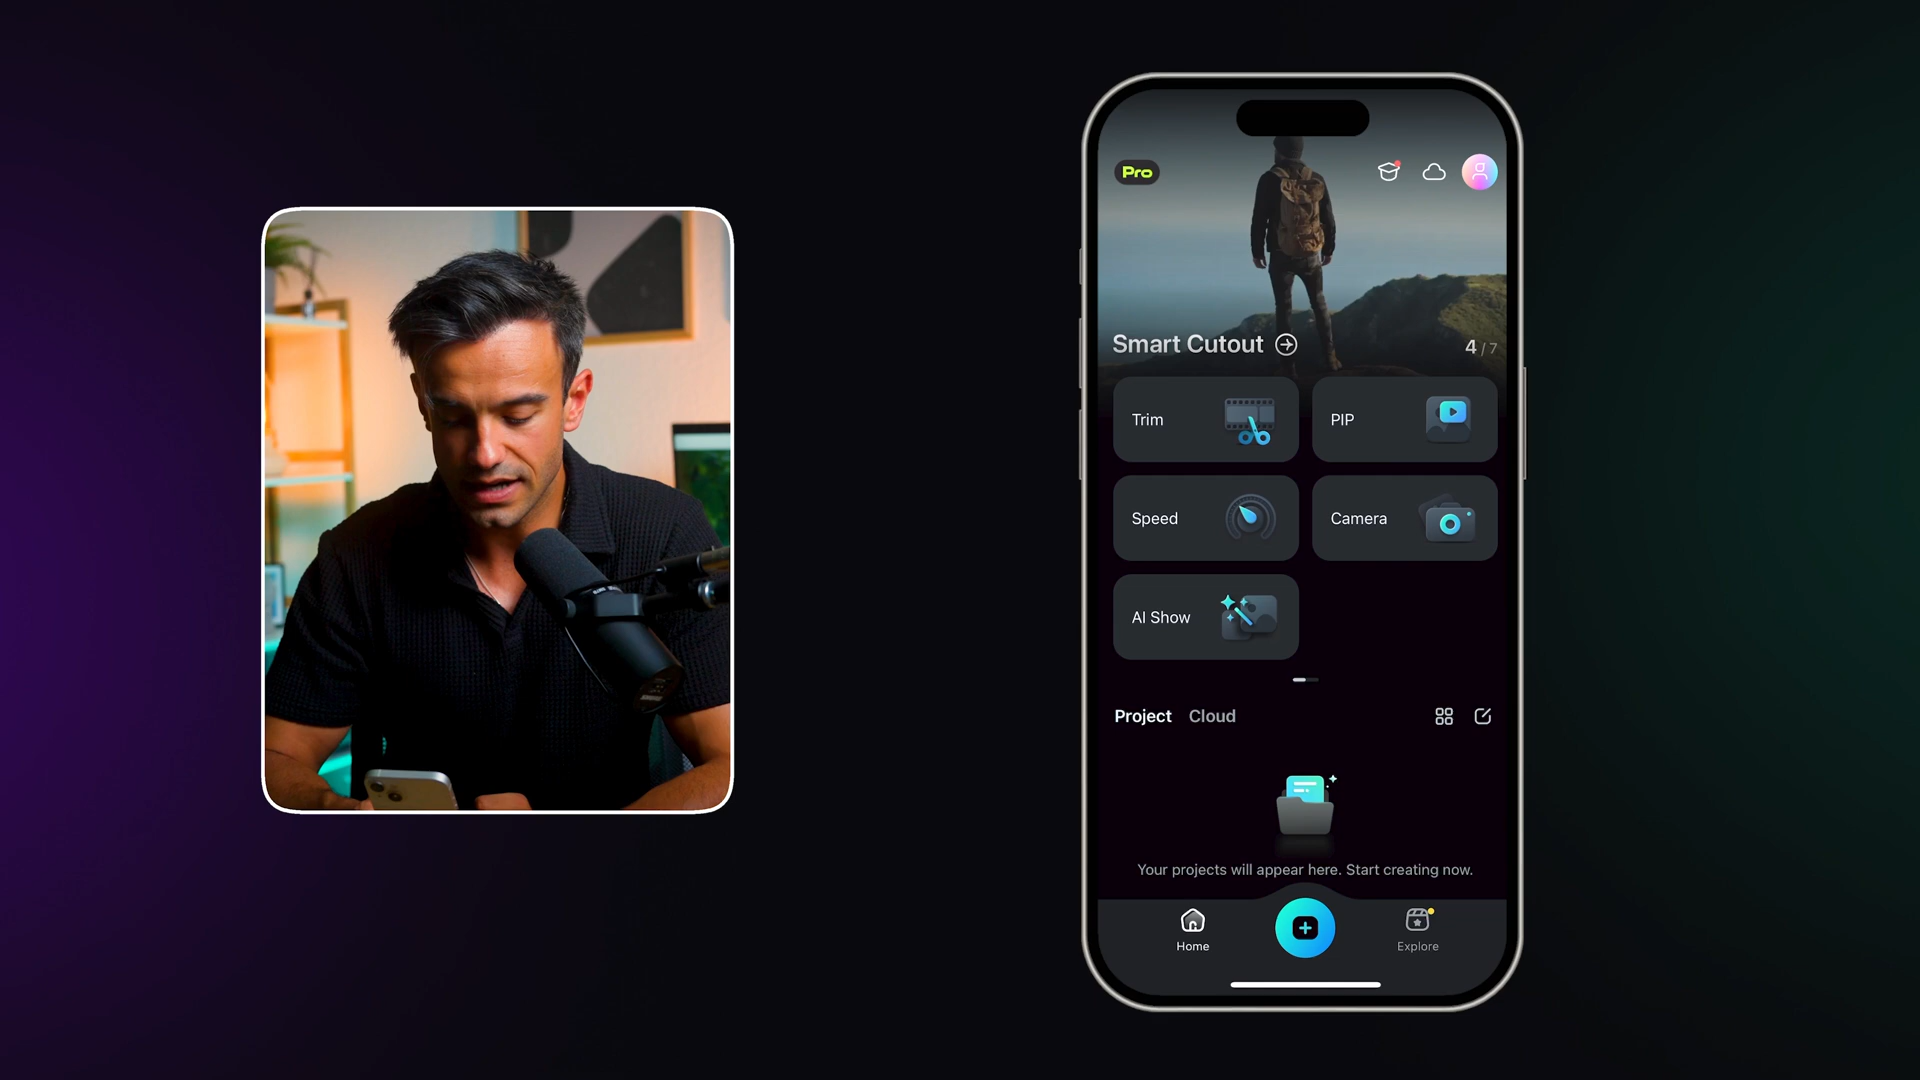 Pro
Smart Cutout
4 / 7
Trim
PIP
Speed
Camera
AI Show
Project Cloud
Your projects will appear here. Start creating now.
Home
Explore